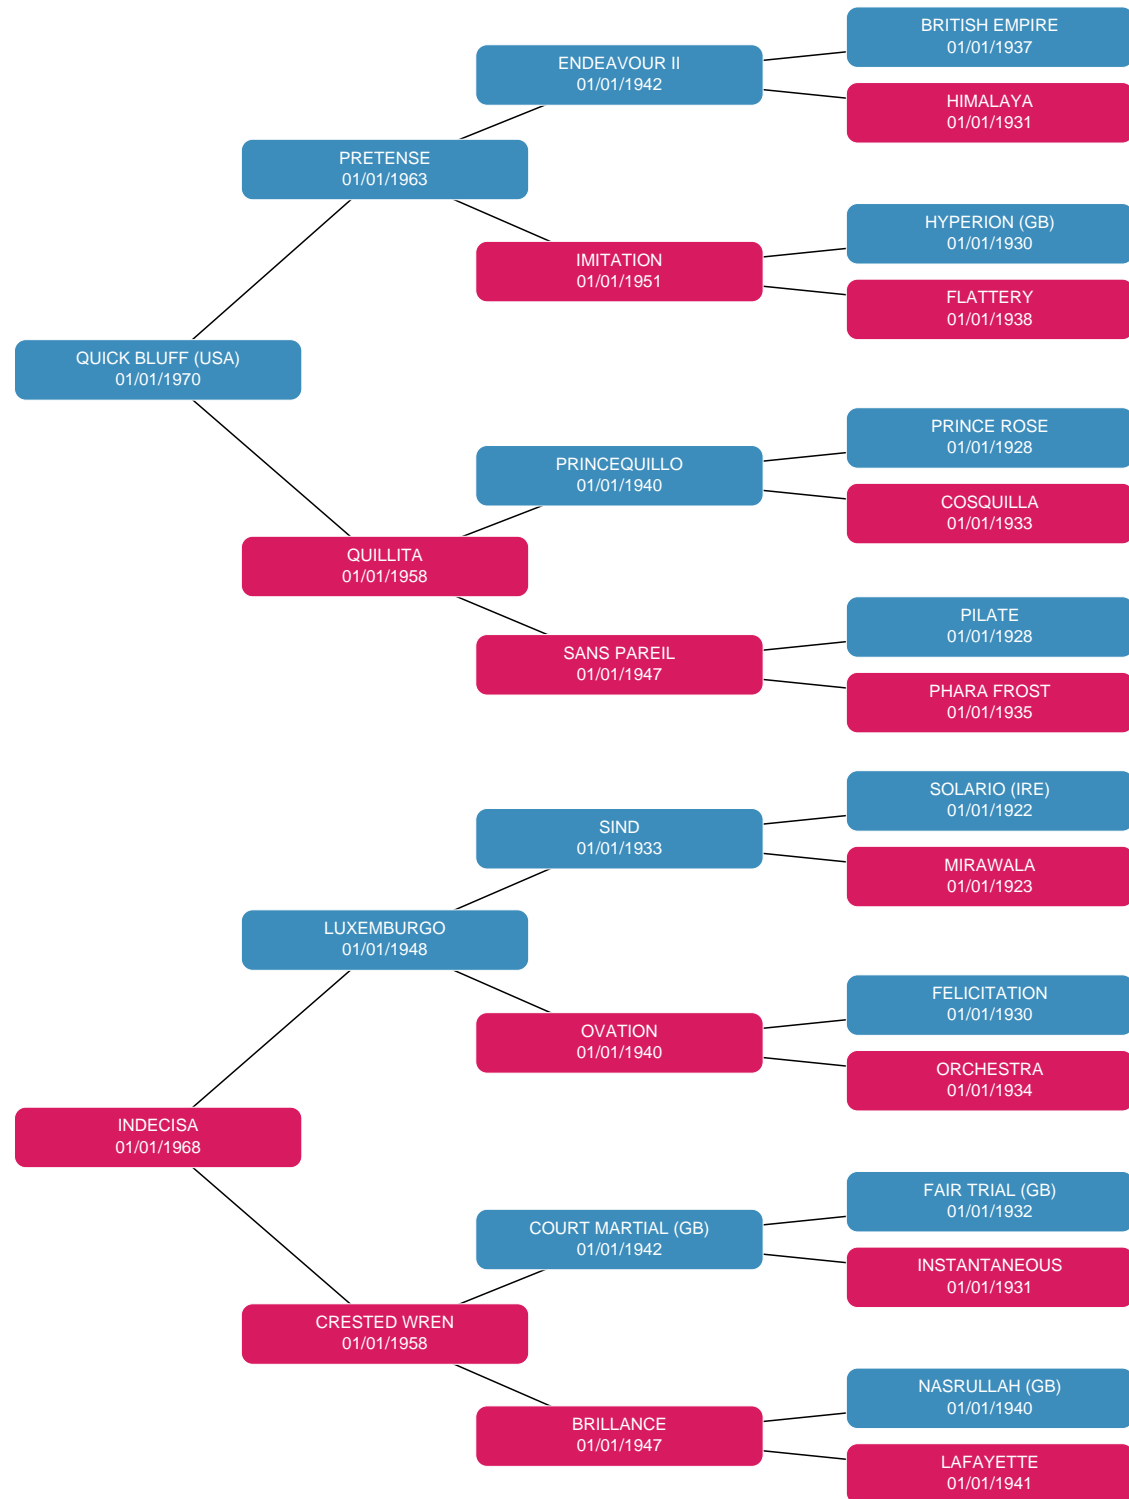 BRITISH EMPIRE
01/01/1937
ENDEAVOUR II
01/01/1942
HIMALAYA
01/01/1931
PRETENSE
01/01/1963
HYPERION (GB)
01/01/1930
IMITATION
01/01/1951
FLATTERY
01/01/1938
QUICK BLUFF (USA)
01/01/1970
PRINCE ROSE
01/01/1928
PRINCEQUILLO
01/01/1940
COSQUILLA
01/01/1933
QUILLITA
01/01/1958
PILATE
01/01/1928
SANS PAREIL
01/01/1947
PHARA FROST
01/01/1935
SOLARIO (IRE)
01/01/1922
SIND
01/01/1933
MIRAWALA
01/01/1923
LUXEMBURGO
01/01/1948
FELICITATION
01/01/1930
OVATION
01/01/1940
ORCHESTRA
01/01/1934
INDECISA
01/01/1968
FAIR TRIAL (GB)
01/01/1932
COURT MARTIAL (GB)
01/01/1942
INSTANTANEOUS
01/01/1931
CRESTED WREN
01/01/1958
NASRULLAH (GB)
01/01/1940
BRILLANCE
01/01/1947
LAFAYETTE
01/01/1941